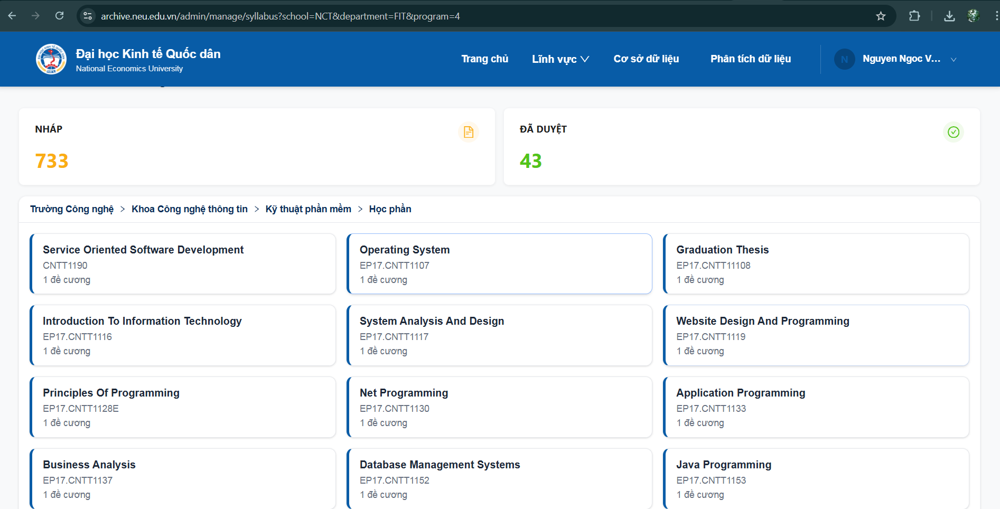 archive.neu.edu.vn/admin/manage/syllabus?school=NCT&department=FIT&program=4
Đại học Kinh tế Quốc dân
National Economics University
Trang chủ
Lĩnh vực
Cơ sở dữ liệu
Phân tích dữ liệu
N
Nguyen Ngoc V...
NHÁP
733
ĐÃ DUYỆT
43
Trường Công nghệ > Khoa Công nghệ thông tin > Kỹ thuật phần mềm > Học phần
Service Oriented Software Development
CNTT1190
1 đề cương
Operating System
EP17.CNTT1107
1 đề cương
Graduation Thesis
EP17.CNTT11108
1 đề cương
Introduction To Information Technology
EP17.CNTT1116
1 đề cương
System Analysis And Design
EP17.CNTT1117
1 đề cương
Website Design And Programming
EP17.CNTT1119
1 đề cương
Principles Of Programming
EP17.CNTT1128E
1 đề cương
Net Programming
EP17.CNTT1130
1 đề cương
Application Programming
EP17.CNTT1133
1 đề cương
Business Analysis
EP17.CNTT1137
1 đề cương
Database Management Systems
EP17.CNTT1152
1 đề cương
Java Programming
EP17.CNTT1153
1 đề cương